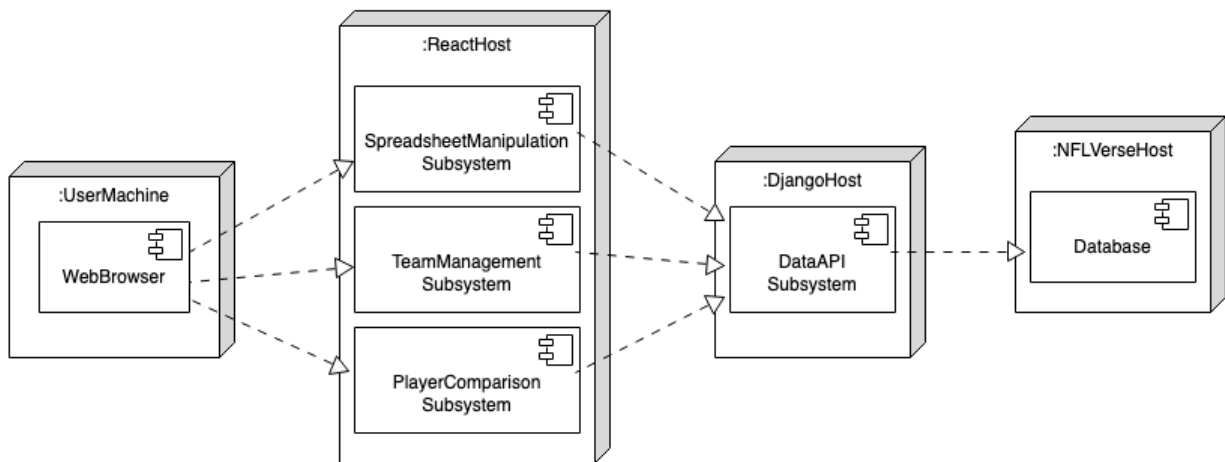 :UserMachine
WebBrowser
:ReactHost
SpreadsheetManipulation
Subsystem
TeamManagement
Subsystem
PlayerComparison
Subsystem
:DjangoHost
DataAPI
Subsystem
:NFLVerseHost
Database